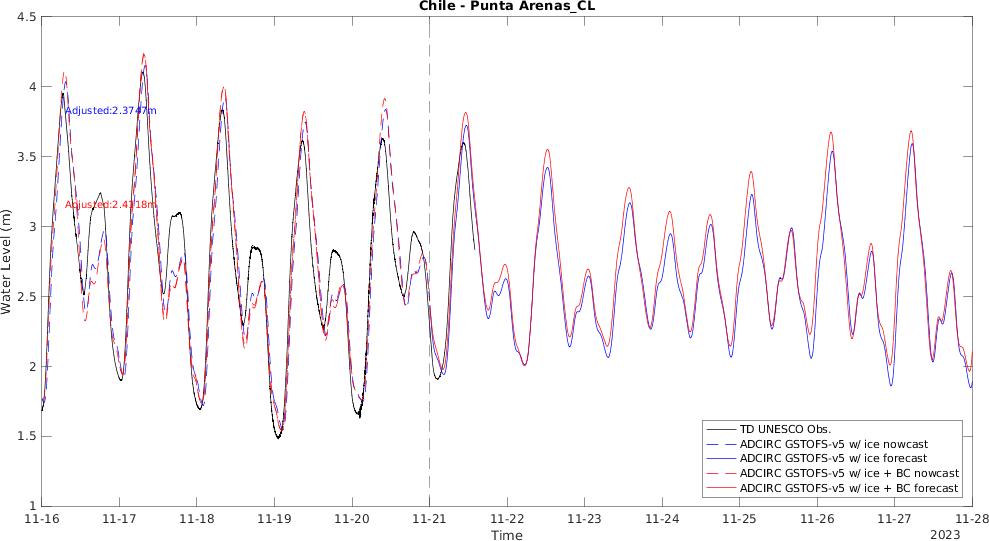 Chile - Punta Arenas_CL
4.5
4
3.5
3
2.5
2
1.5
1
Water Level (m)
Adjusted:2.3747m
Adjusted:2.4118m
TD UNESCO Obs.
ADCIRC GSTOFS-v5 w/ ice nowcast
ADCIRC GSTOFS-v5 w/ ice forecast
ADCIRC GSTOFS-v5 w/ ice + BC nowcast
ADCIRC GSTOFS-v5 w/ ice + BC forecast
11-16 11-17 11-18 11-19 11-20 11-21 11-22 11-23 11-24 11-25 11-26 11-27 11-28
Time
2023